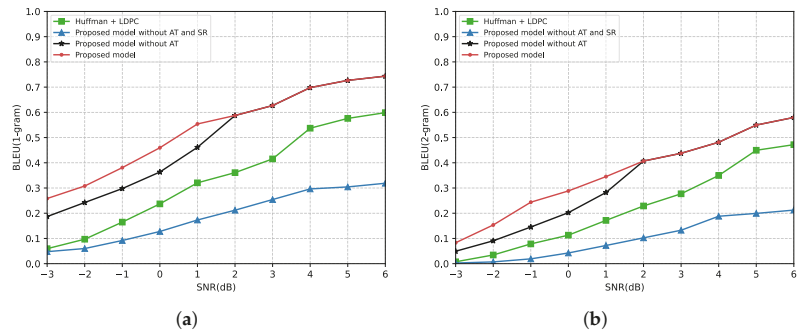 Huffman + LDPC
Proposed model without AT and SR
Proposed model without AT
Proposed model
BLEU(1-gram)
1.0
0.9
0.8
0.7
0.6
0.5
0.4
0.3
0.2
0.1
0.0
−3 −2 −1 0 1 2 3 4 5 6
SNR(dB)
(a)
Huffman + LDPC
Proposed model without AT and SR
Proposed model without AT
Proposed model
BLEU(2-gram)
1.0
0.9
0.8
0.7
0.6
0.5
0.4
0.3
0.2
0.1
0.0
−3 −2 −1 0 1 2 3 4 5 6
SNR(dB)
(b)